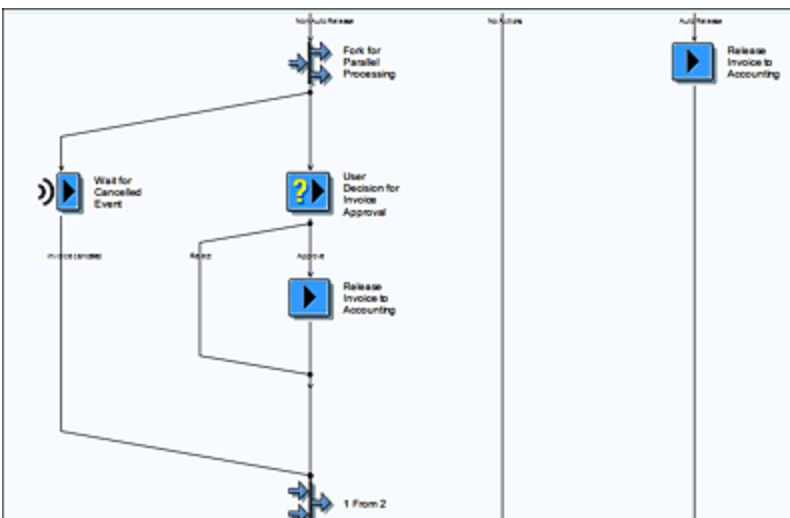 Non Auto Release
No Actions
Auto Release
Fork for
Parallel
Processing
Release
Invoice to
Accounting
Wait for
Cancelled
Event
User
Decision for
Invoice
Approval
Invoice cancelled
Reject
Approve
Release
Invoice to
Accounting
1 From 2